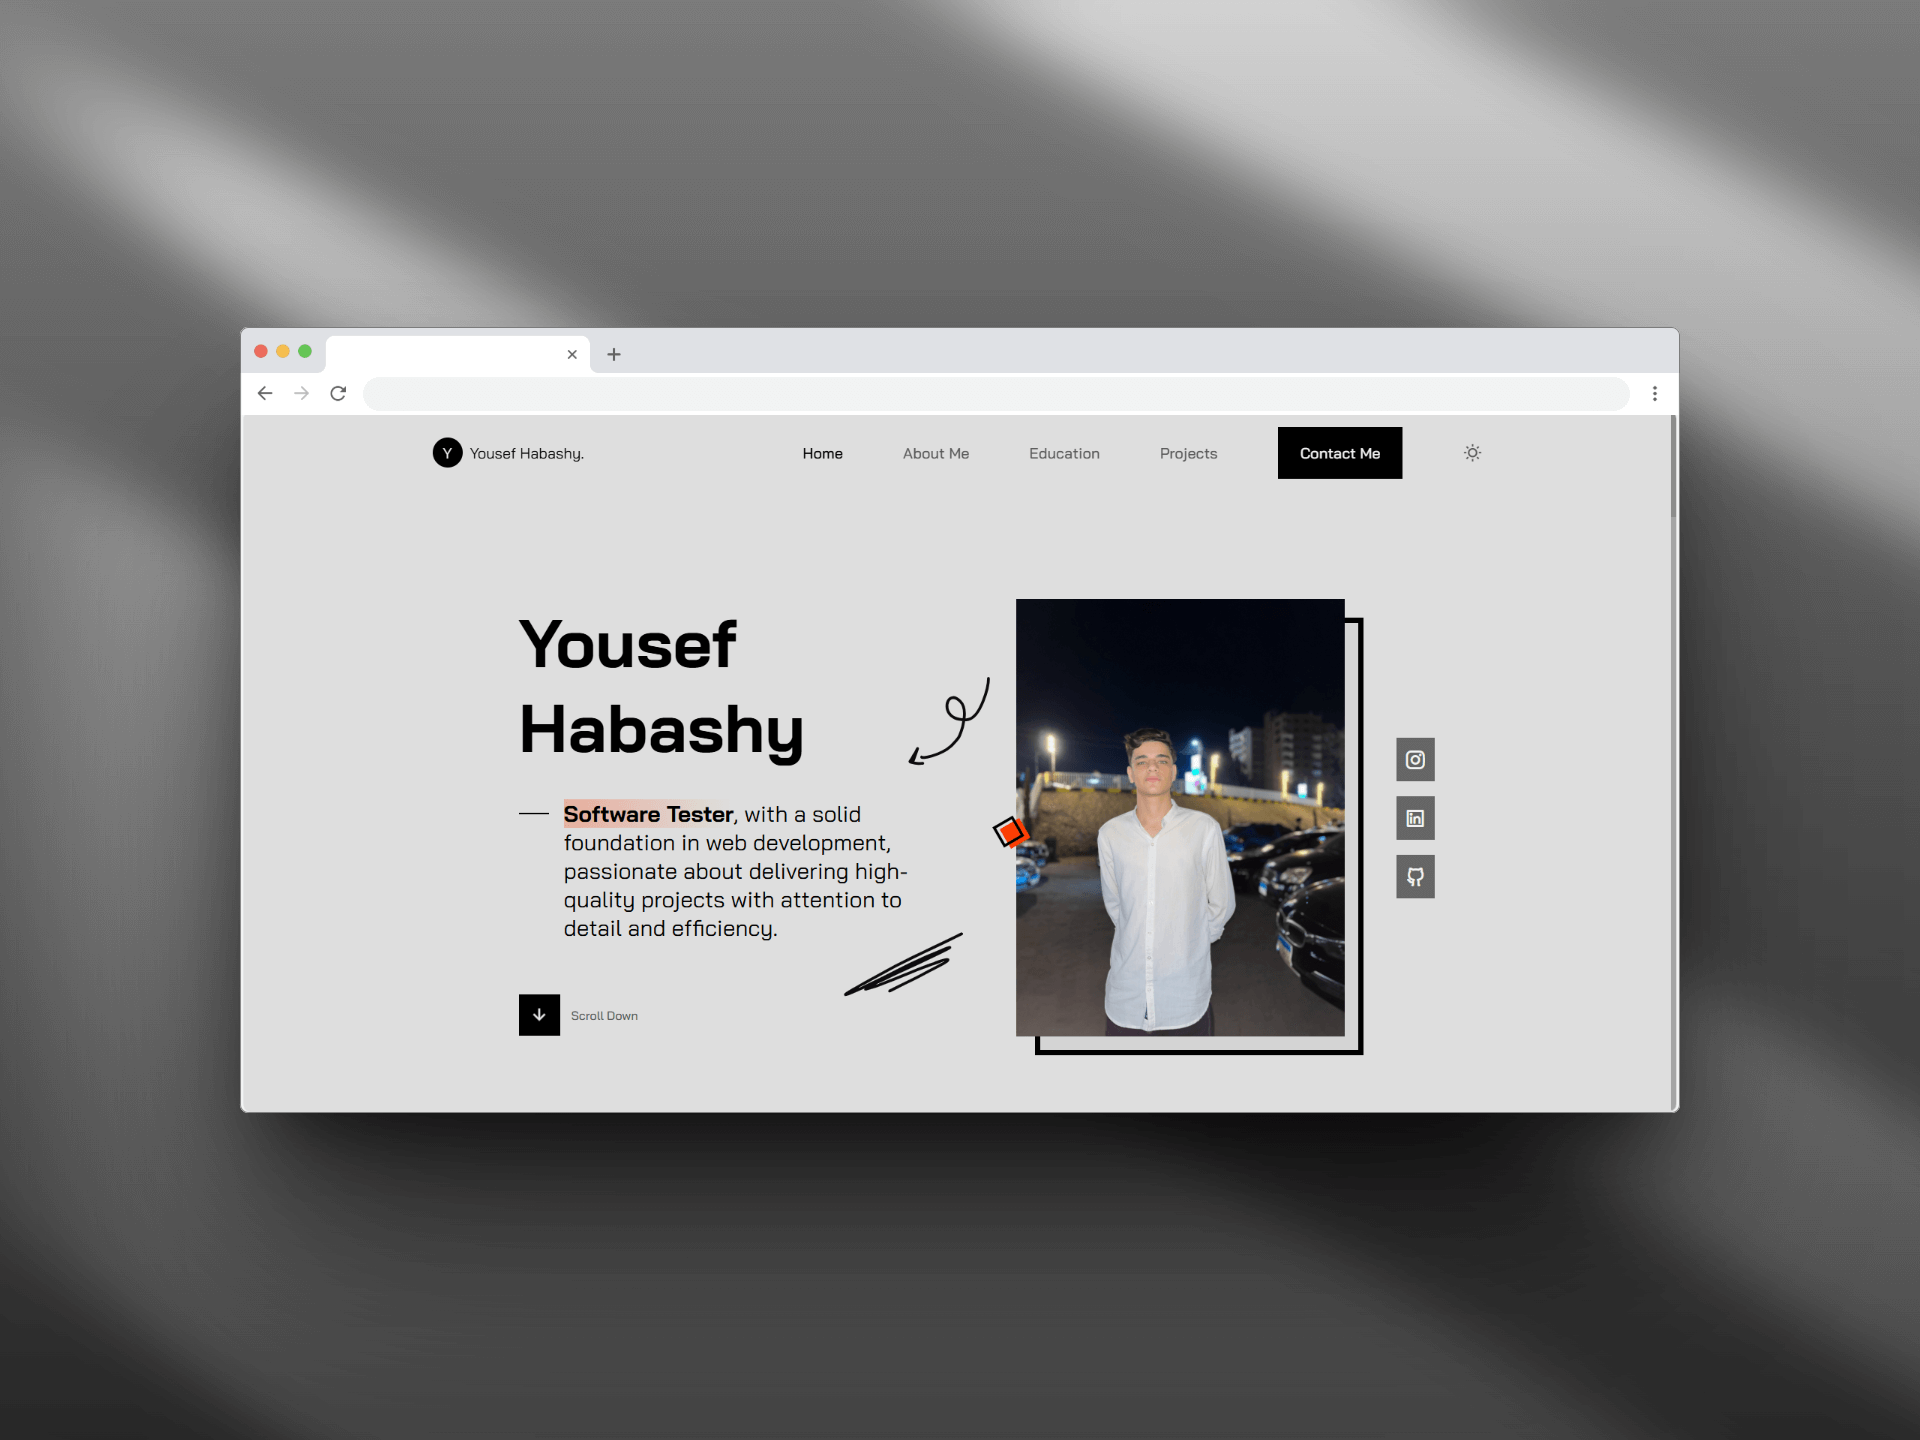 Y Yousef Habashy.
Home About Me Education Projects Contact Me
Yousef
Habashy
Software Tester, with a solid
foundation in web development,
passionate about delivering high-
quality projects with attention to
detail and efficiency.
Scroll Down
in